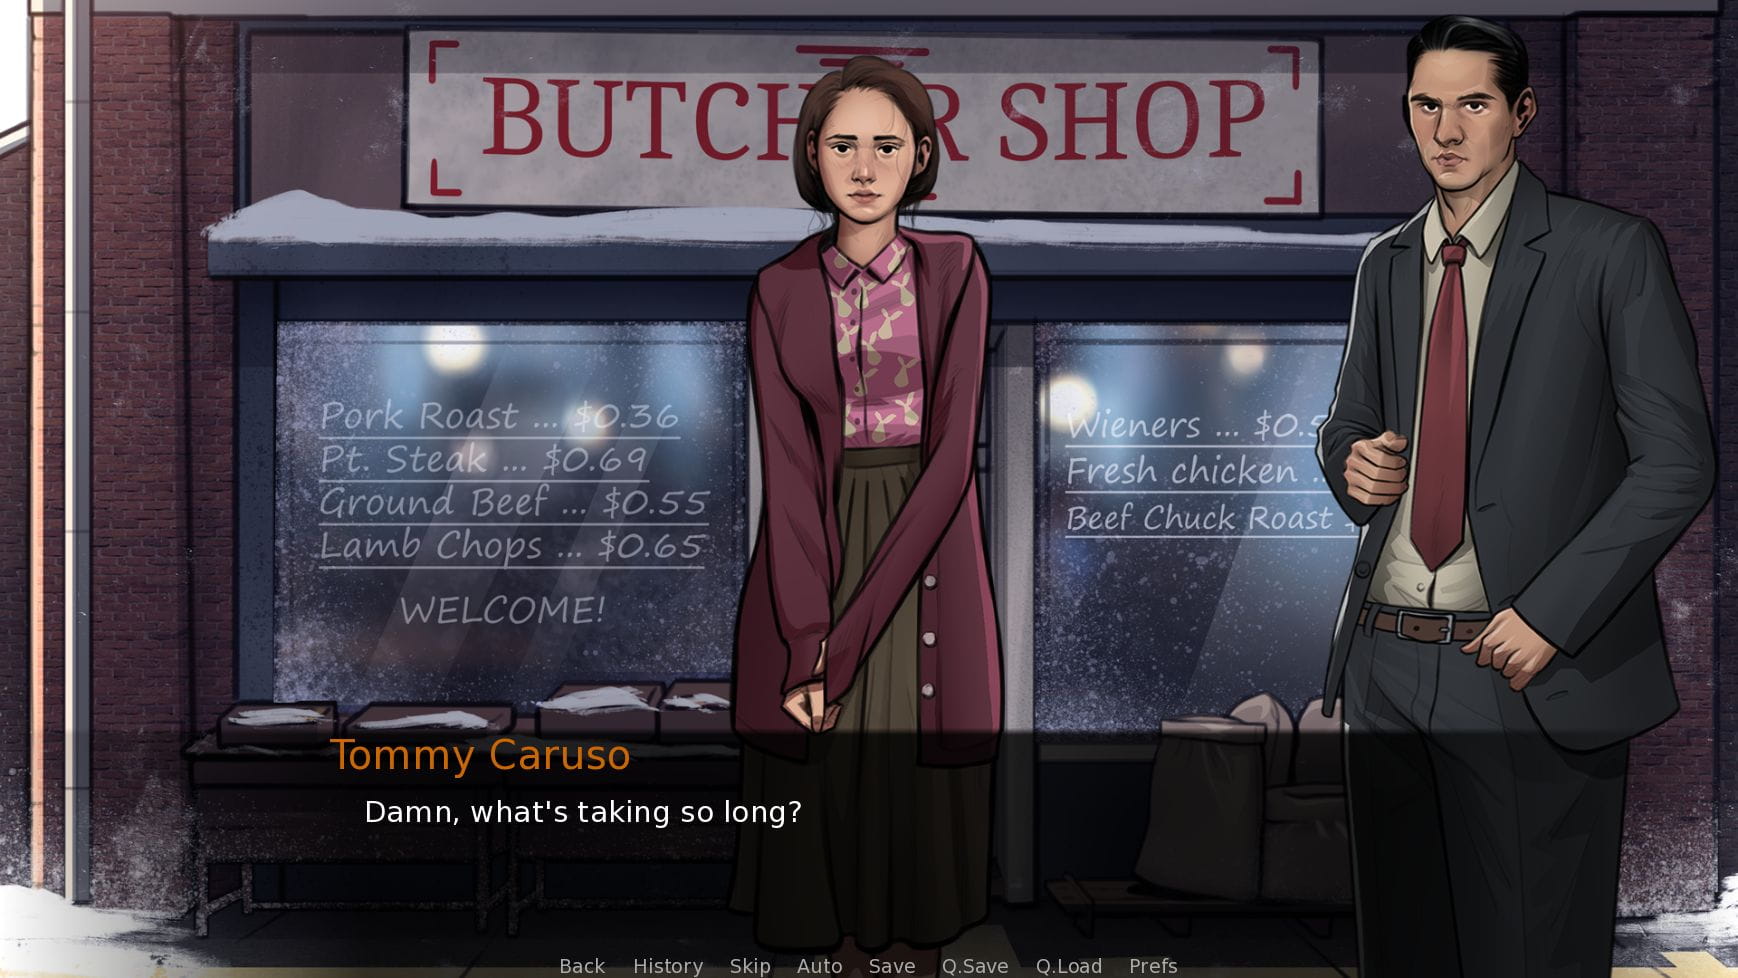 BUTCHER SHOP
Pork Roast ... $0.36
Pt. Steak ... $0.69
Ground Beef ... $0.55
Lamb Chops ... $0.65
WELCOME!
Wieners ... $0.5
Fresh chicken ..
Beef Chuck Roast
Tommy Caruso
Damn, what's taking so long?
Back History Skip Auto Save Q.Save Q.Load Prefs